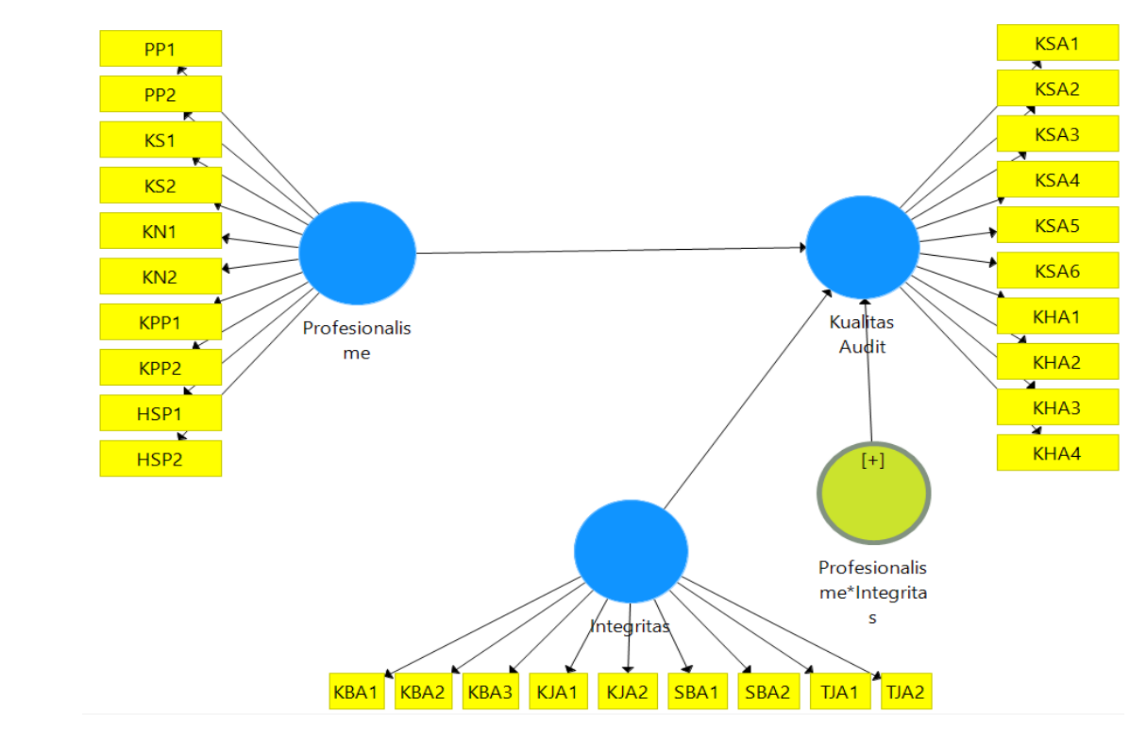 PP1
PP2
KS1
KS2
KN1
KN2
KPP1
KPP2
HSP1
HSP2
Profesionalis
me
KSA1
KSA2
KSA3
KSA4
KSA5
KSA6
KHA1
KHA2
KHA3
KHA4
Kualitas
Audit
[+]
Profesionalis
me*Integrita
s
Integritas
KBA1
KBA2
KBA3
KJA1
KJA2
SBA1
SBA2
TJA1
TJA2